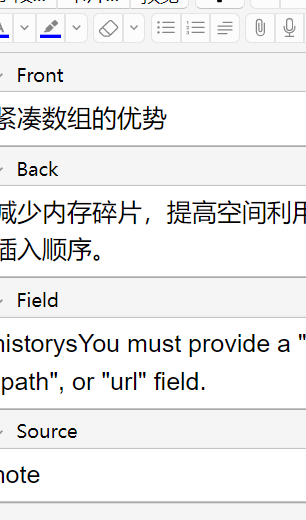 Front
紧凑数组的优势
Back
减少内存碎片，提高空间利用
插入顺序。
Field
historysYou must provide a "
path", or "url" field.
Source
note